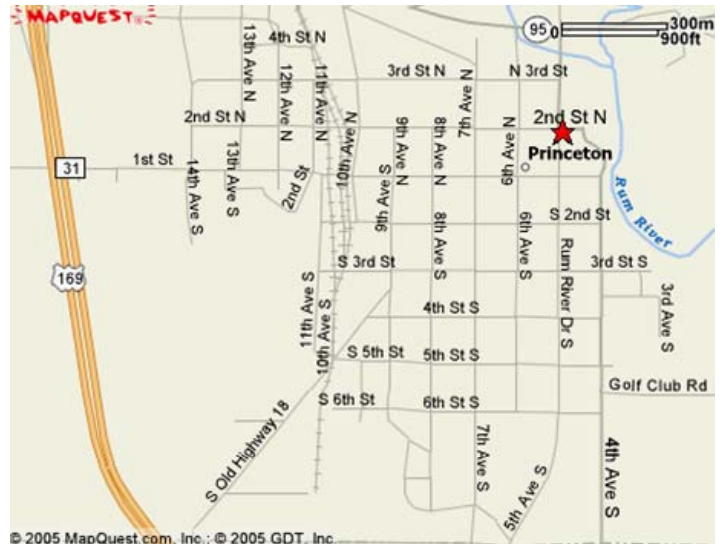 MAPQUEST
95
0 300m
900ft
13th Ave N
4th St N
12th Ave N
11th Ave N
3rd St N
7th Ave N
N 3rd St
2nd St N
10th Ave N
9th Ave N
8th Ave N
6th Ave N
2nd St N
Princeton
31
1st St
14th Ave S
13th Ave S
2nd St
9th Ave S
8th Ave S
6th Ave S
S 2nd St
Rum River
169
S 3rd St
3rd St S
Rum River Dr S
3rd Ave S
11th Ave S
10th Ave S
4th St S
S 5th St
5th St S
Golf Club Rd
S 6th St
6th St S
S Old Highway 18
7th Ave S
5th Ave S
4th Ave S
© 2005 MapQuest.com, Inc.; © 2005 GDT, Inc.